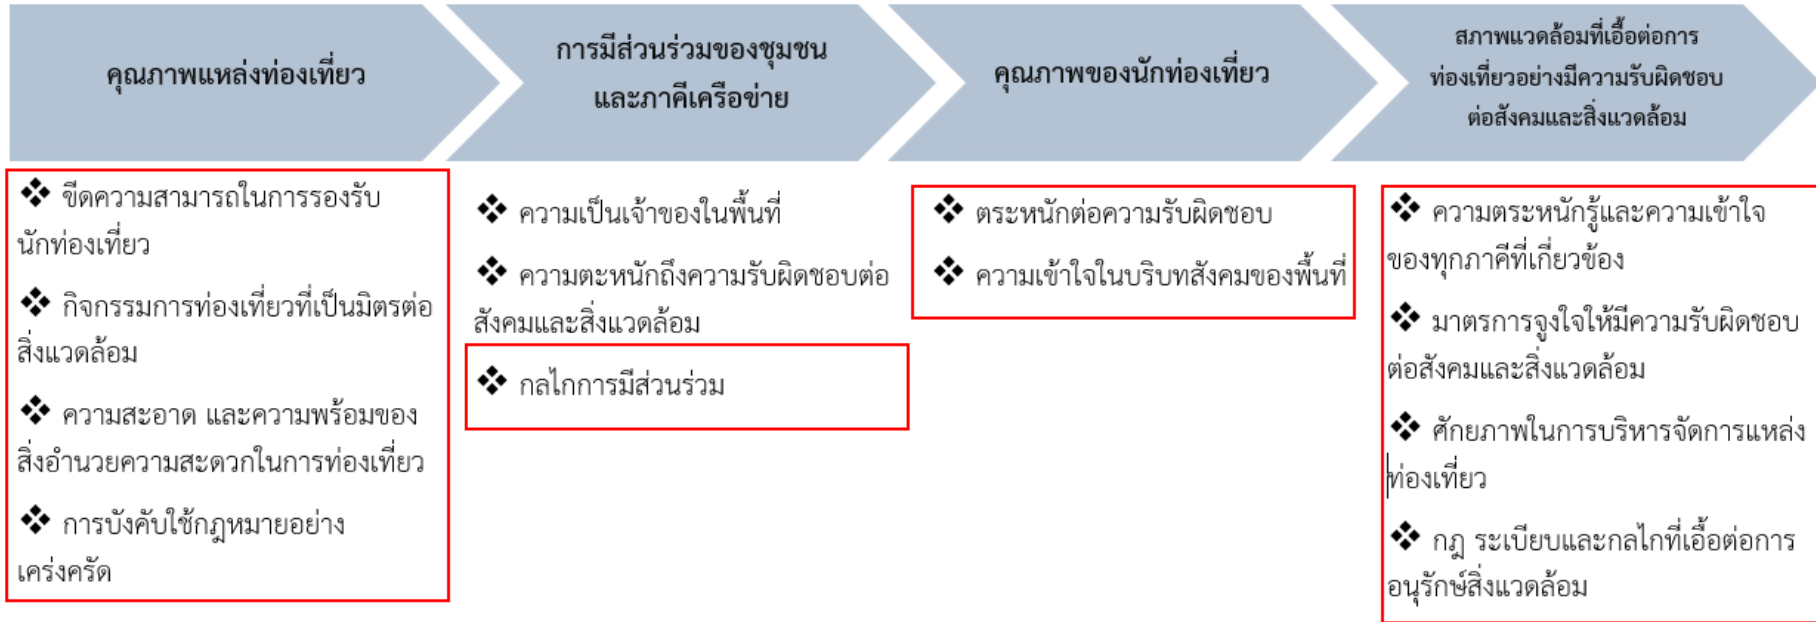 คุณภาพแหล่งท่องเที่ยว
การมีส่วนร่วมของชุมชน
และภาคีเครือข่าย
คุณภาพของนักท่องเที่ยว
สภาพแวดล้อมที่เอื้อต่อการ
ท่องเที่ยวอย่างมีความรับผิดชอบ
ต่อสังคมและสิ่งแวดล้อม
❖ ขีดความสามารถในการรองรับ
นักท่องเที่ยว
❖ กิจกรรมการท่องเที่ยวที่เป็นมิตรต่อ
สิ่งแวดล้อม
❖ ความสะอาด และความพร้อมของ
สิ่งอำนวยความสะดวกในการท่องเที่ยว
❖ การบังคับใช้กฎหมายอย่าง
เคร่งครัด
❖ ความเป็นเจ้าของในพื้นที่
❖ ความตะหนักถึงความรับผิดชอบต่อ
สังคมและสิ่งแวดล้อม
❖ กลไกการมีส่วนร่วม
❖ ตระหนักต่อความรับผิดชอบ
❖ ความเข้าใจในบริบทสังคมของพื้นที่
❖ ความตระหนักรู้และความเข้าใจ
ของทุกภาคีที่เกี่ยวข้อง
❖ มาตรการจูงใจให้มีความรับผิดชอบ
ต่อสังคมและสิ่งแวดล้อม
❖ ศักยภาพในการบริหารจัดการแหล่ง
ท่องเที่ยว
❖ กฎ ระเบียบและกลไกที่เอื้อต่อการ
อนุรักษ์สิ่งแวดล้อม